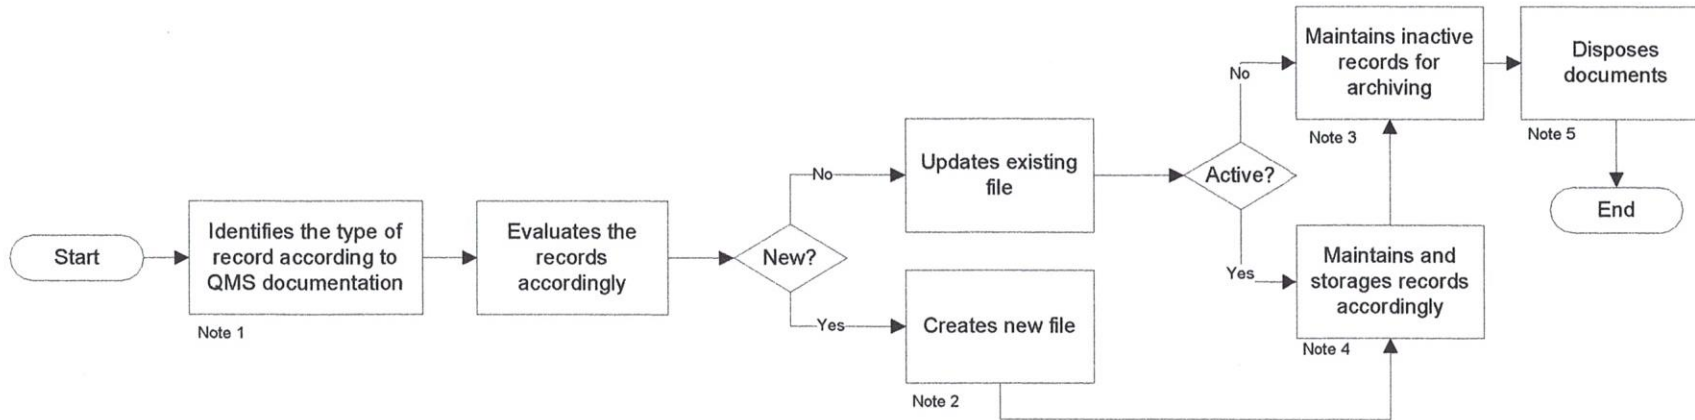 Start
Identifies the type of
record according to
QMS documentation
Note 1
Evaluates the
records
accordingly
New?
No
Updates existing
file
Yes
Creates new file
Note 2
Active?
No
Maintains inactive
records for
archiving
Note 3
Yes
Maintains and
storages records
accordingly
Note 4
Disposes
documents
Note 5
End